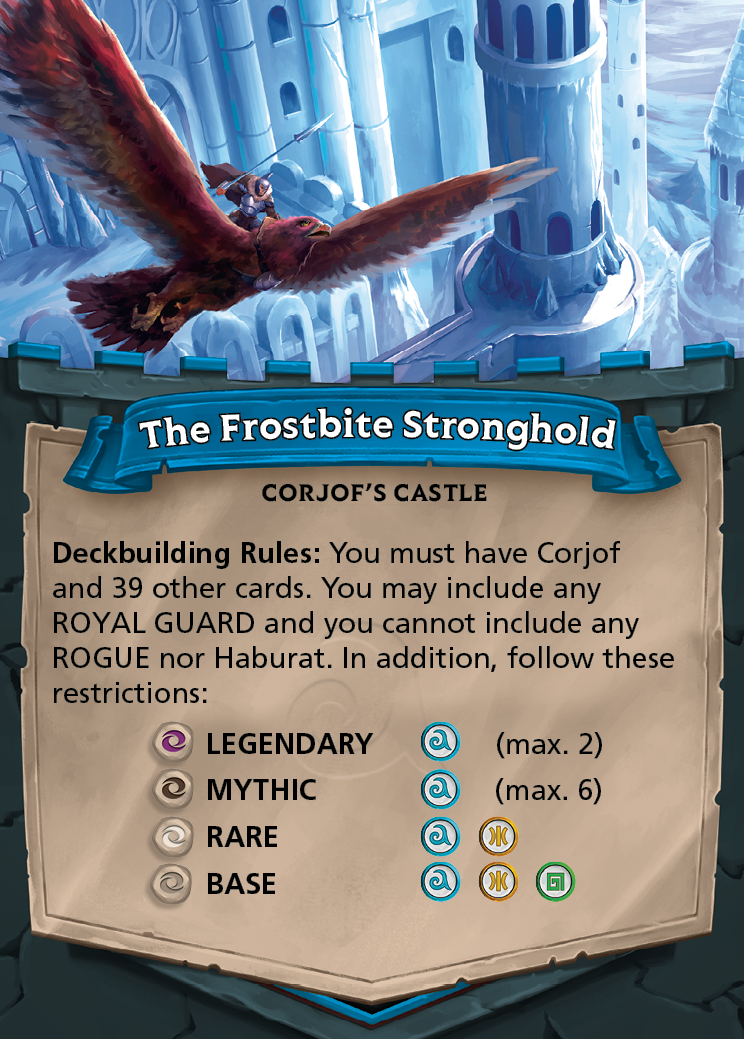 The Frostbite Stronghold
CORJOF'S CASTLE
Deckbuilding Rules: You must have Corjof
and 39 other cards. You may include any
ROYAL GUARD and you cannot include any
ROGUE nor Haburat. In addition, follow these
restrictions:
LEGENDARY (max. 2)
MYTHIC (max. 6)
RARE
BASE